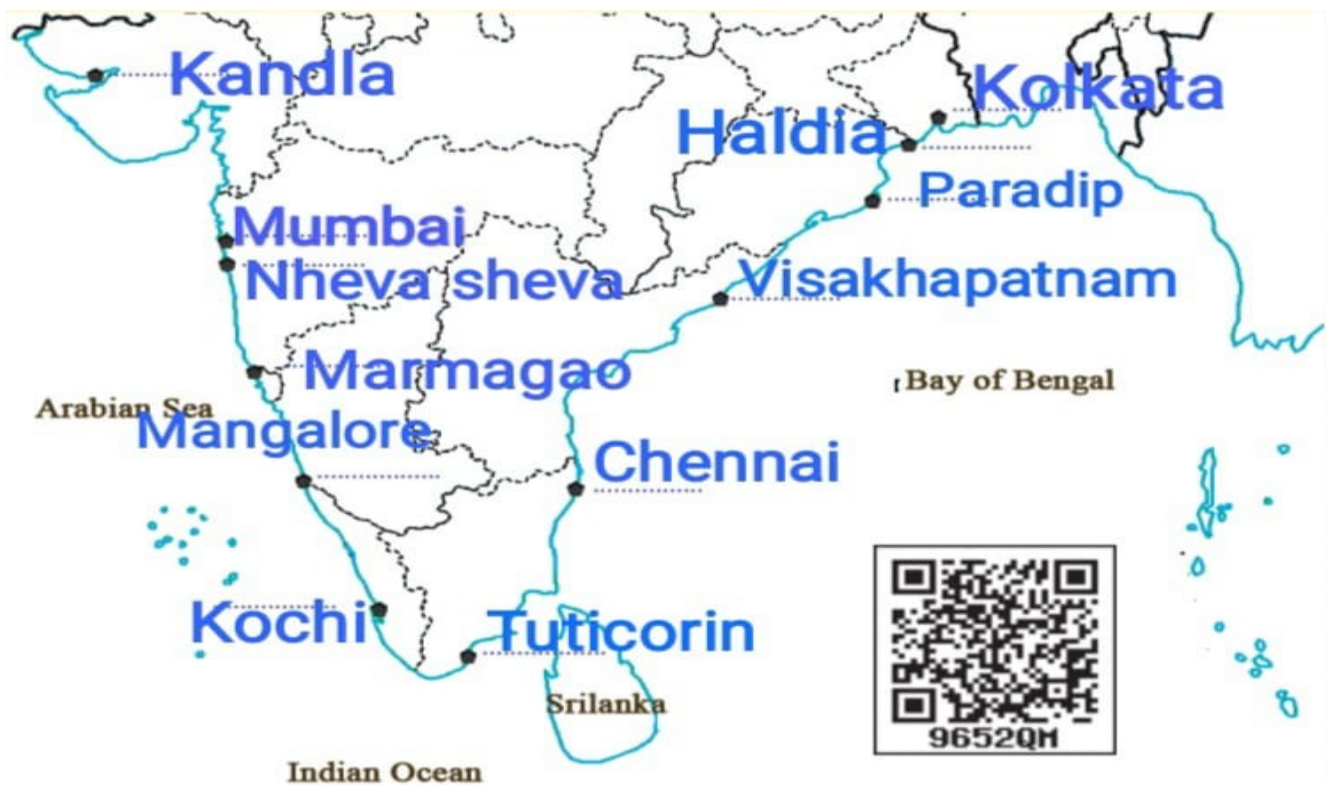 Kandla
Kolkata
Haldia
Paradip
Mumbai
Nheva sheva
Visakhapatnam
Marmagao
Bay of Bengal
Arabian Sea
Mangalore
Chennai
Kochi
Tuticorin
Srilanka
9652QM
Indian Ocean